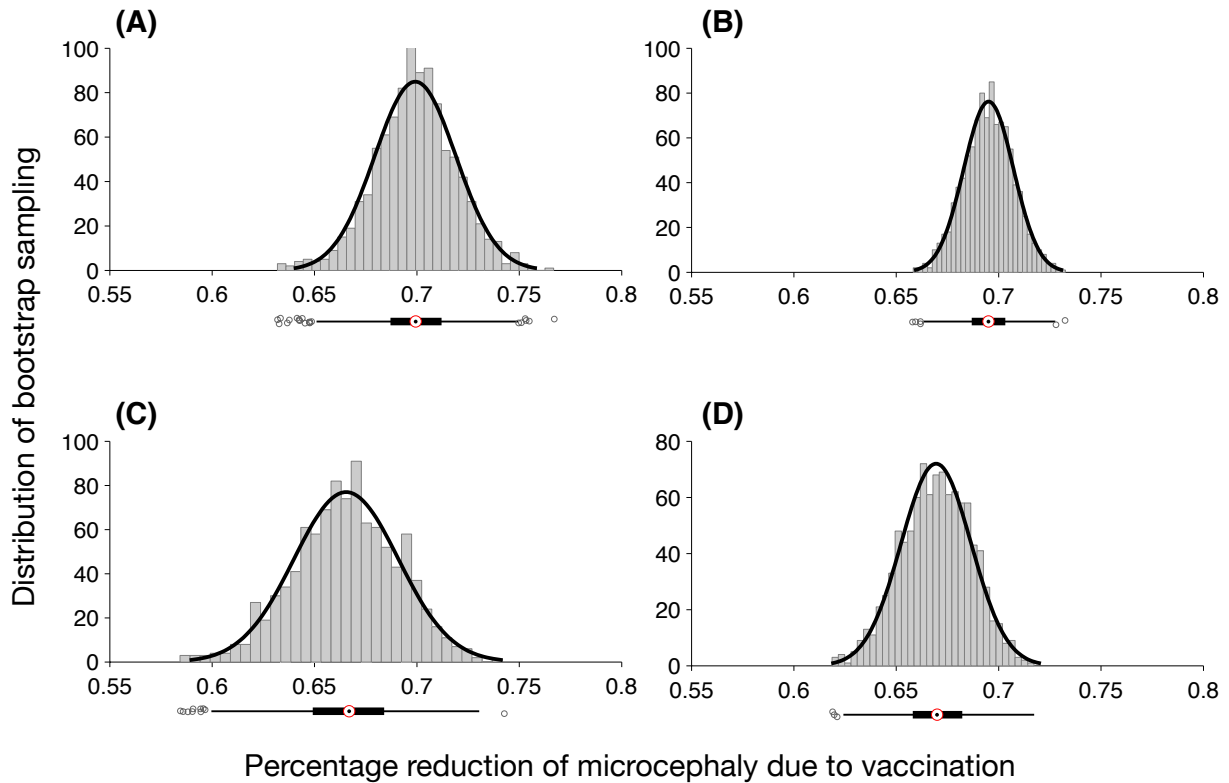 (A)
(B)
100
80
60
40
20
0
0.55 0.6 0.65 0.7 0.75 0.8
100
80
60
40
20
0
0.55 0.6 0.65 0.7 0.75 0.8
Distribution of bootstrap sampling
(C)
(D)
100
80
60
40
20
0
0.55 0.6 0.65 0.7 0.75 0.8
80
60
40
20
0
0.55 0.6 0.65 0.7 0.75 0.8
Percentage reduction of microcephaly due to vaccination